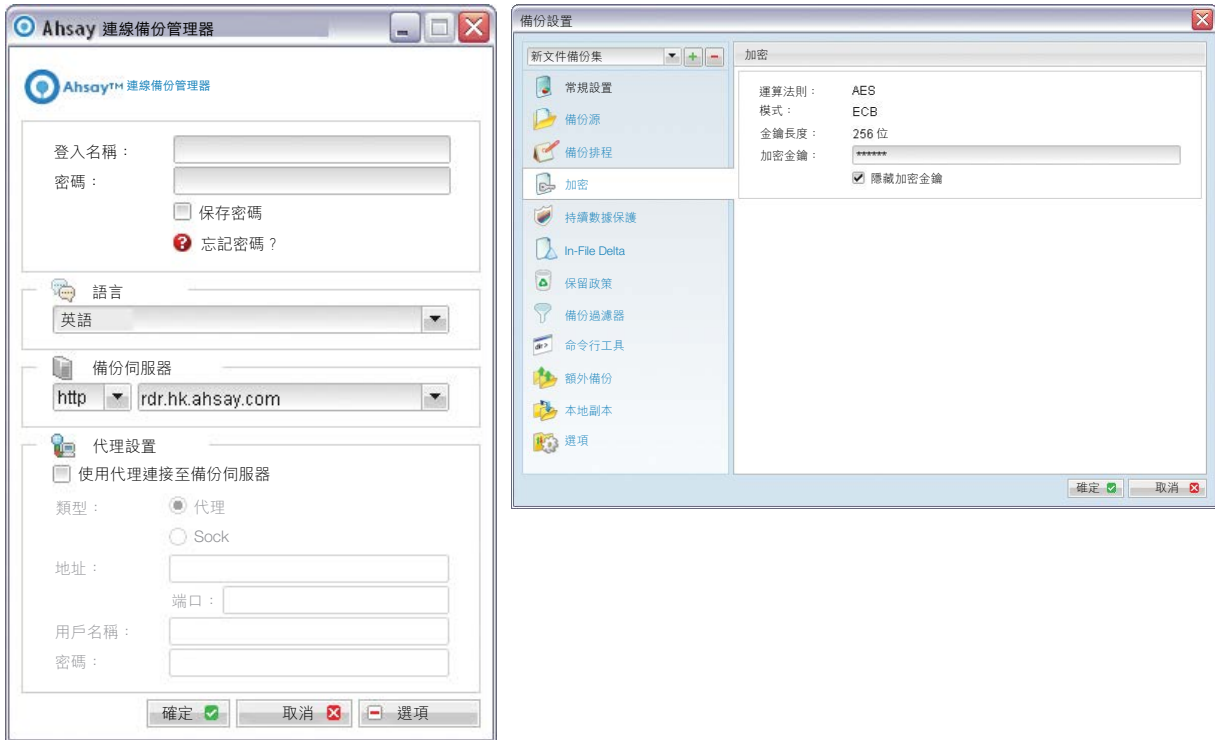 Ahsay 連線備份管理器
Ahsay™ 連線備份管理器
登入名稱：
密碼：
保存密碼
忘記密碼？
語言
英語
備份伺服器
http rdr.hk.ahsay.com
代理設置
使用代理連接至備份伺服器
類型： 代理
Sock
地址：
端口：
用戶名稱：
密碼：
確定 取消 選項
備份設置
新文件備份集
常規設置
備份源
備份排程
加密
持續數據保護
In-File Delta
保留政策
備份過濾器
命令行工具
額外備份
本地副本
選項
加密
運算法則： AES
模式： ECB
金鑰長度： 256 位
加密金鑰： ******
隱藏加密金鑰
確定 取消